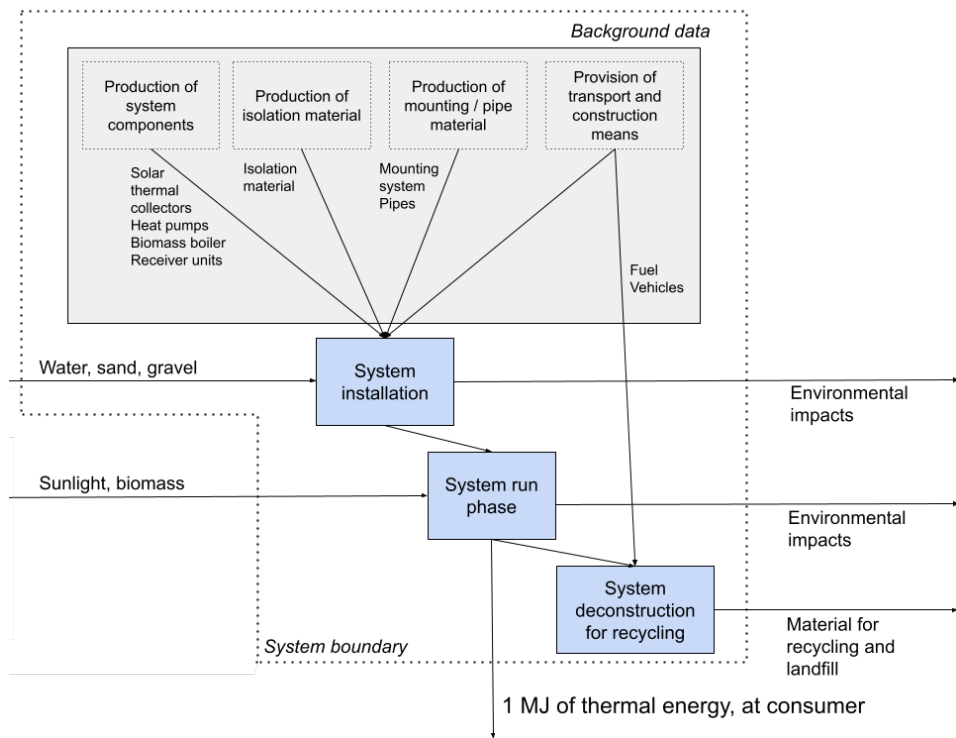 Background data
Production of
system
components
Production of
isolation material
Production of
mounting / pipe
material
Provision of
transport and
construction
means
Solar
thermal
collectors
Heat pumps
Biomass boiler
Receiver units
Isolation
material
Mounting
system
Pipes
Fuel
Vehicles
Water, sand, gravel
System
installation
Environmental
impacts
Sunlight, biomass
System run
phase
Environmental
impacts
System
deconstruction
for recycling
Material for
recycling and
landfill
System boundary
1 MJ of thermal energy, at consumer